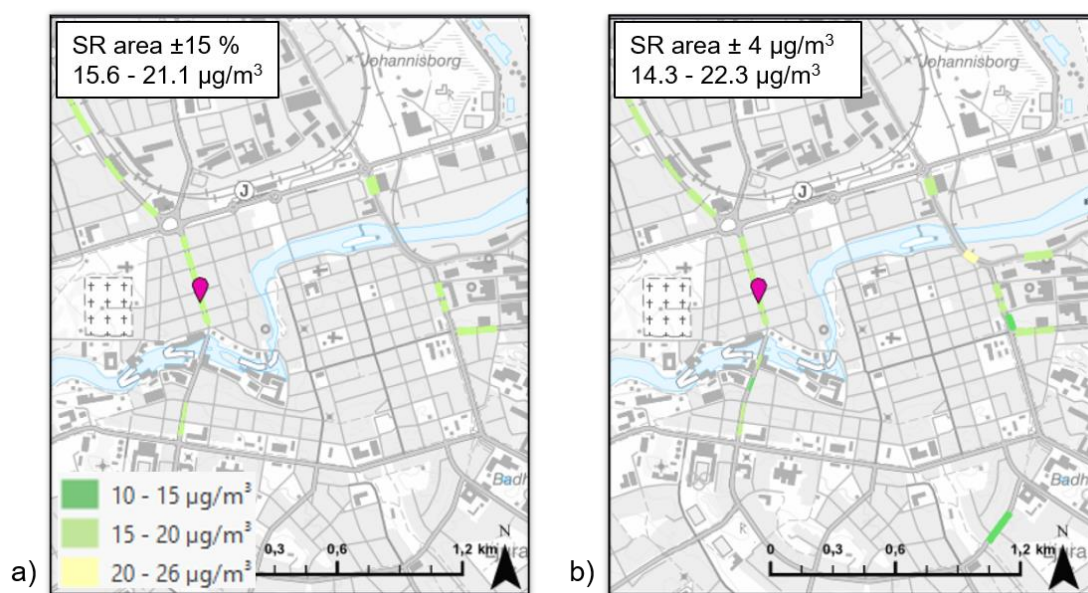 SR area ±15 %
15.6 - 21.1 µg/m³
Johannisborg
J
Badh
10 - 15 µg/m³
15 - 20 µg/m³
20 - 26 µg/m³
N
0,3 0,6 1,2 km
a)
SR area ± 4 µg/m³
14.3 - 22.3 µg/m³
Johannisborg
J
Badh
R
N
0 0,3 0,6 1,2 km
b)